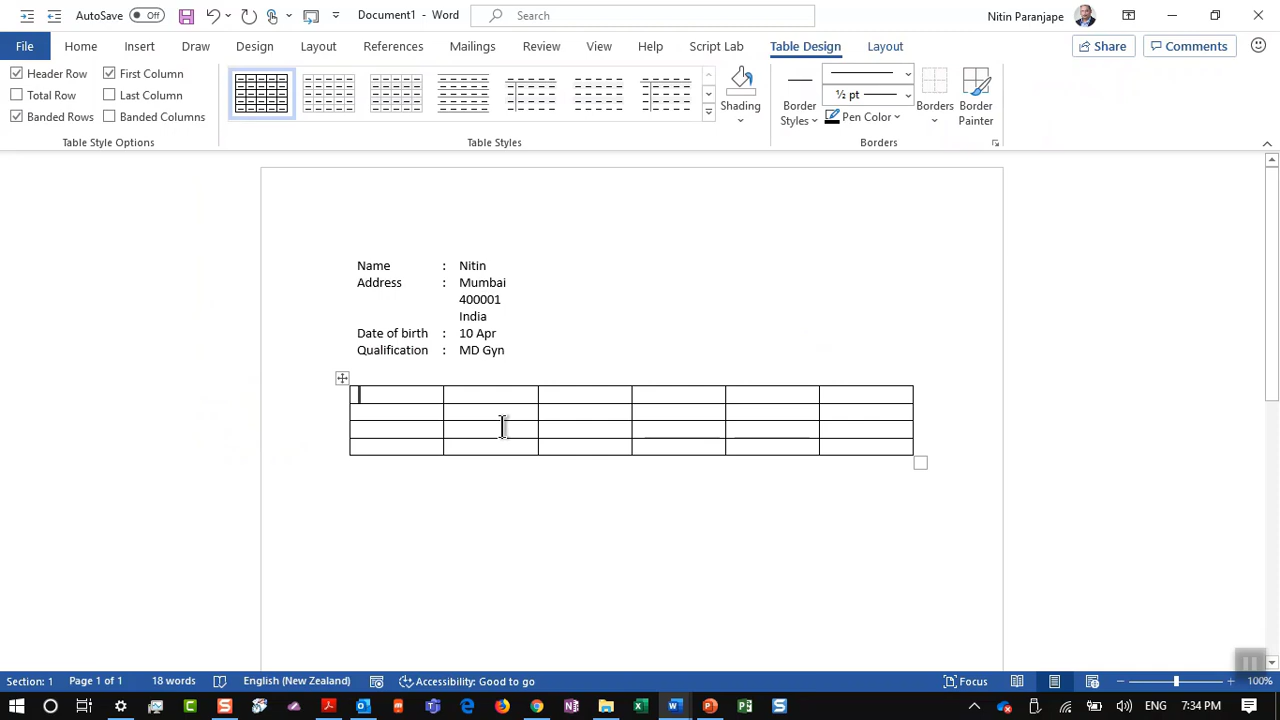 AutoSave Off Document1 - Word Search Nitin Paranjape
File Home Insert Draw Design Layout References Mailings Review View Help Script Lab Table Design Layout Share Comments
Header Row First Column
Total Row Last Column
Banded Rows Banded Columns
Table Style Options
Table Styles
Shading
Border Styles
½ pt
Pen Color
Borders
Border Painter
Borders
Name : Nitin
Address : Mumbai
400001
India
Date of birth : 10 Apr
Qualification : MD Gyn
Section: 1 Page 1 of 1 18 words English (New Zealand) Accessibility: Good to go Focus 100%
ENG 7:34 PM